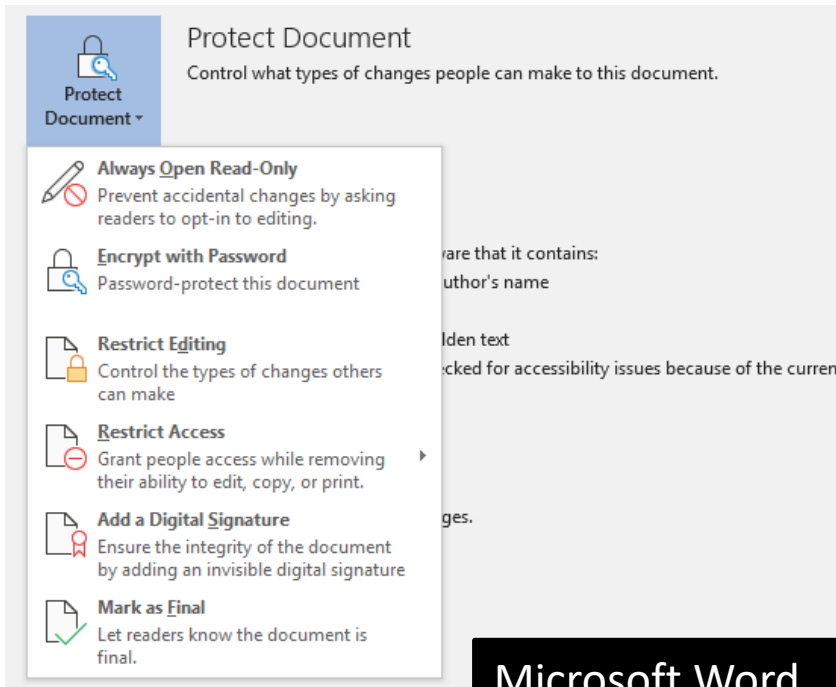 Protect Document
Control what types of changes people can make to this document.
Protect
Document
Always Open Read-Only
Prevent accidental changes by asking
readers to opt-in to editing.
Encrypt with Password
Password-protect this document
are that it contains:
uthor's name
Restrict Editing
Control the types of changes others
can make
dden text
cked for accessibility issues because of the curren
Restrict Access
Grant people access while removing
their ability to edit, copy, or print.
Add a Digital Signature
Ensure the integrity of the document
by adding an invisible digital signature
ges.
Mark as Final
Let readers know the document is
final.
Microsoft Word